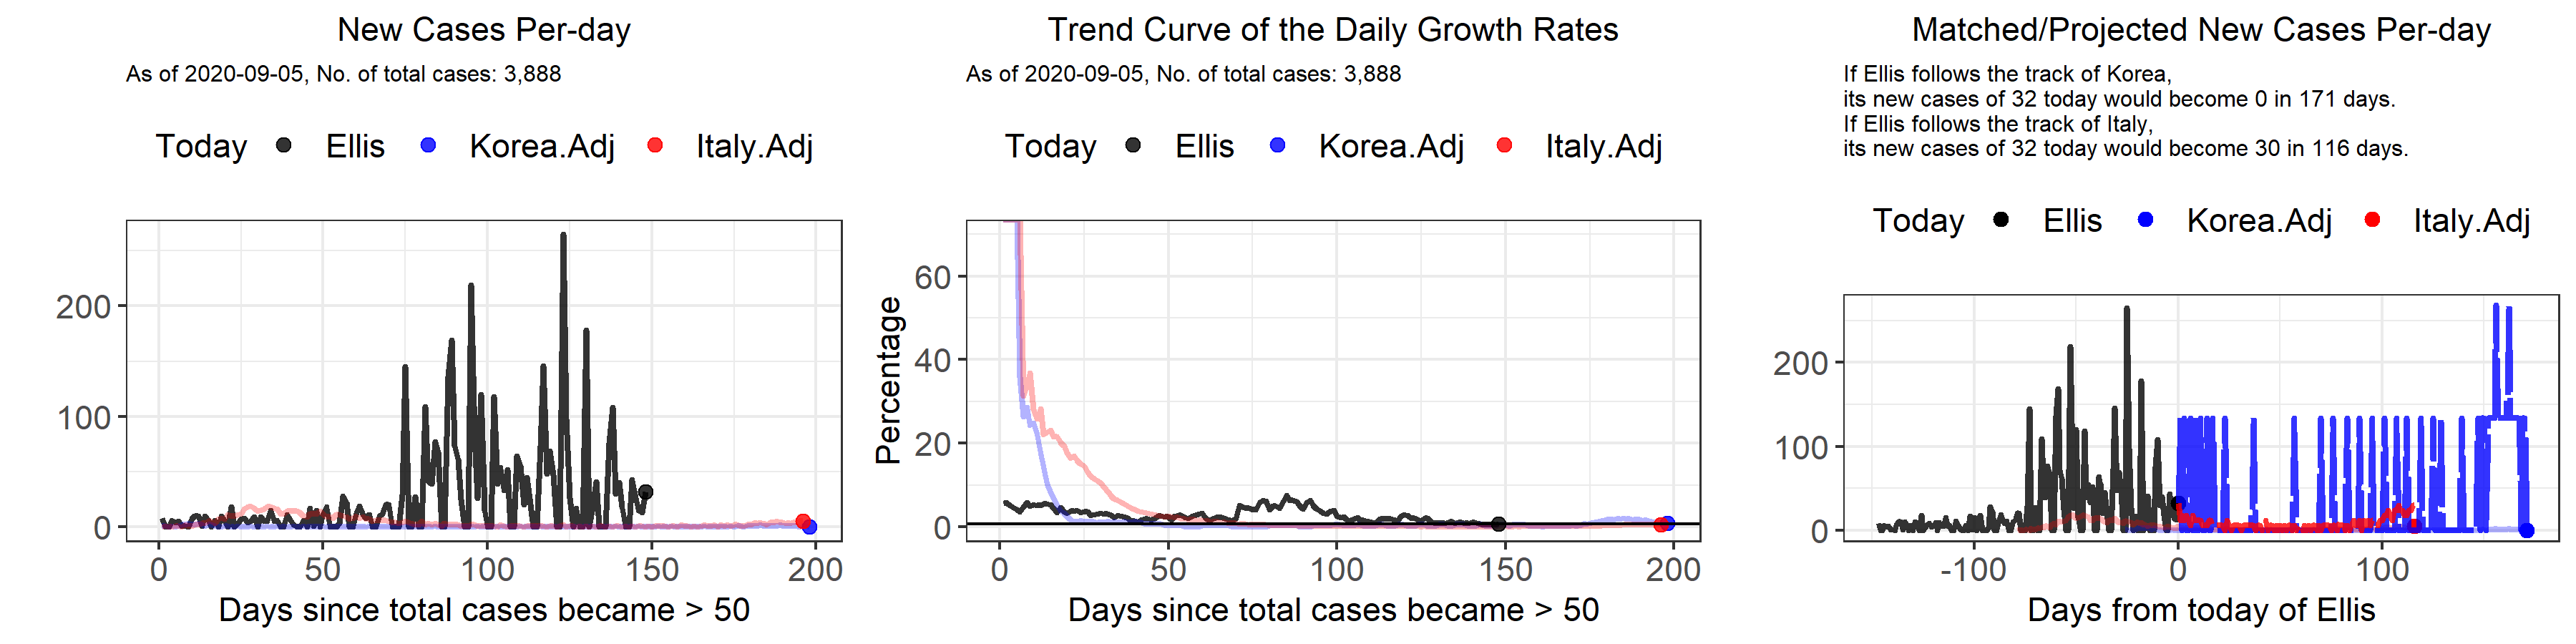 New Cases Per-day
As of 2020-09-05, No. of total cases: 3,888
Today Ellis Korea.Adj Italy.Adj
200
100
0
0 50 100 150 200
Days since total cases became > 50
Trend Curve of the Daily Growth Rates
As of 2020-09-05, No. of total cases: 3,888
Today Ellis Korea.Adj Italy.Adj
Percentage
60
40
20
0
0 50 100 150 200
Days since total cases became > 50
Matched/Projected New Cases Per-day
If Ellis follows the track of Korea,
its new cases of 32 today would become 0 in 171 days.
If Ellis follows the track of Italy,
its new cases of 32 today would become 30 in 116 days.
Today Ellis Korea.Adj Italy.Adj
200
100
0
-100 0 100
Days from today of Ellis